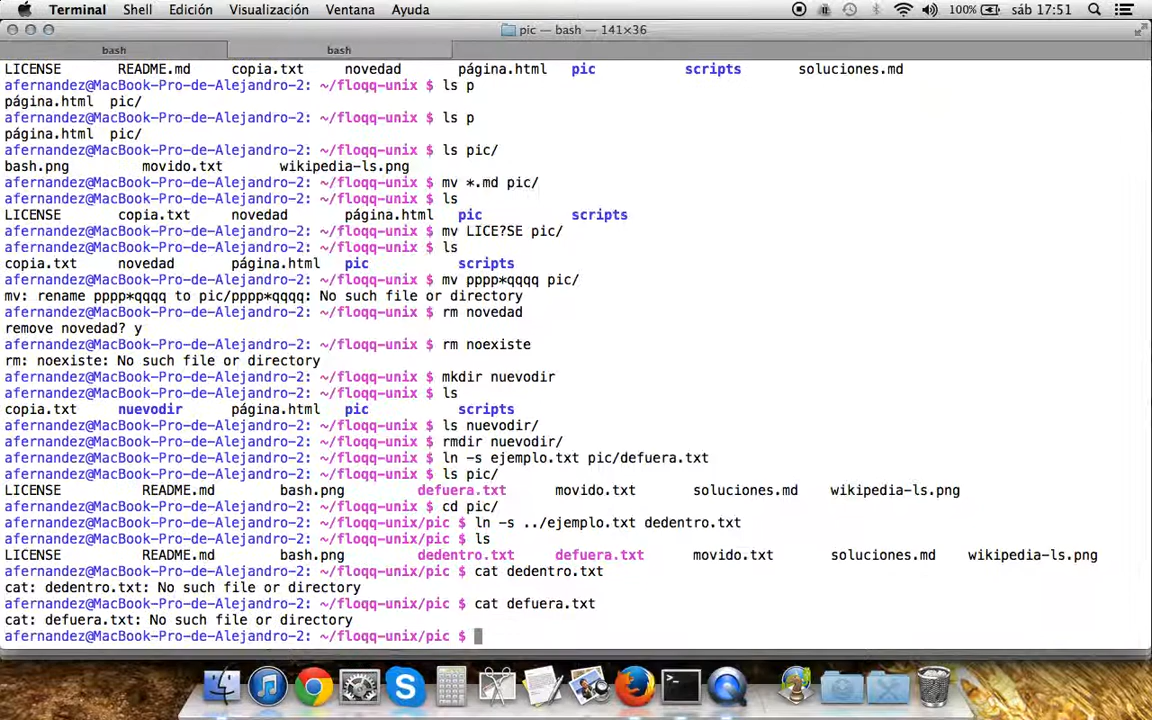 Terminal Shell Edición Visualización Ventana Ayuda 100% sáb 17:51
pic — bash — 141×36
bash bash
LICENSE README.md copia.txt novedad página.html pic scripts soluciones.md
afernandez@MacBook-Pro-de-Alejandro-2: ~/floqq-unix $ ls p
página.html pic/
afernandez@MacBook-Pro-de-Alejandro-2: ~/floqq-unix $ ls p
página.html pic/
afernandez@MacBook-Pro-de-Alejandro-2: ~/floqq-unix $ ls pic/
bash.png movido.txt wikipedia-ls.png
afernandez@MacBook-Pro-de-Alejandro-2: ~/floqq-unix $ mv *.md pic/
afernandez@MacBook-Pro-de-Alejandro-2: ~/floqq-unix $ ls
LICENSE copia.txt novedad página.html pic scripts
afernandez@MacBook-Pro-de-Alejandro-2: ~/floqq-unix $ mv LICE?SE pic/
afernandez@MacBook-Pro-de-Alejandro-2: ~/floqq-unix $ ls
copia.txt novedad página.html pic scripts
afernandez@MacBook-Pro-de-Alejandro-2: ~/floqq-unix $ mv pppp*qqqq pic/
mv: rename pppp*qqqq to pic/pppp*qqqq: No such file or directory
afernandez@MacBook-Pro-de-Alejandro-2: ~/floqq-unix $ rm novedad
remove novedad? y
afernandez@MacBook-Pro-de-Alejandro-2: ~/floqq-unix $ rm noexiste
rm: noexiste: No such file or directory
afernandez@MacBook-Pro-de-Alejandro-2: ~/floqq-unix $ mkdir nuevodir
afernandez@MacBook-Pro-de-Alejandro-2: ~/floqq-unix $ ls
copia.txt nuevodir página.html pic scripts
afernandez@MacBook-Pro-de-Alejandro-2: ~/floqq-unix $ ls nuevodir/
afernandez@MacBook-Pro-de-Alejandro-2: ~/floqq-unix $ rmdir nuevodir/
afernandez@MacBook-Pro-de-Alejandro-2: ~/floqq-unix $ ln -s ejemplo.txt pic/defuera.txt
afernandez@MacBook-Pro-de-Alejandro-2: ~/floqq-unix $ ls pic/
LICENSE README.md bash.png defuera.txt movido.txt soluciones.md wikipedia-ls.png
afernandez@MacBook-Pro-de-Alejandro-2: ~/floqq-unix $ cd pic/
afernandez@MacBook-Pro-de-Alejandro-2: ~/floqq-unix/pic $ ln -s ../ejemplo.txt dedentro.txt
afernandez@MacBook-Pro-de-Alejandro-2: ~/floqq-unix/pic $ ls
LICENSE README.md bash.png dedentro.txt defuera.txt movido.txt soluciones.md wikipedia-ls.png
afernandez@MacBook-Pro-de-Alejandro-2: ~/floqq-unix/pic $ cat dedentro.txt
cat: dedentro.txt: No such file or directory
afernandez@MacBook-Pro-de-Alejandro-2: ~/floqq-unix/pic $ cat defuera.txt
cat: defuera.txt: No such file or directory
afernandez@MacBook-Pro-de-Alejandro-2: ~/floqq-unix/pic $